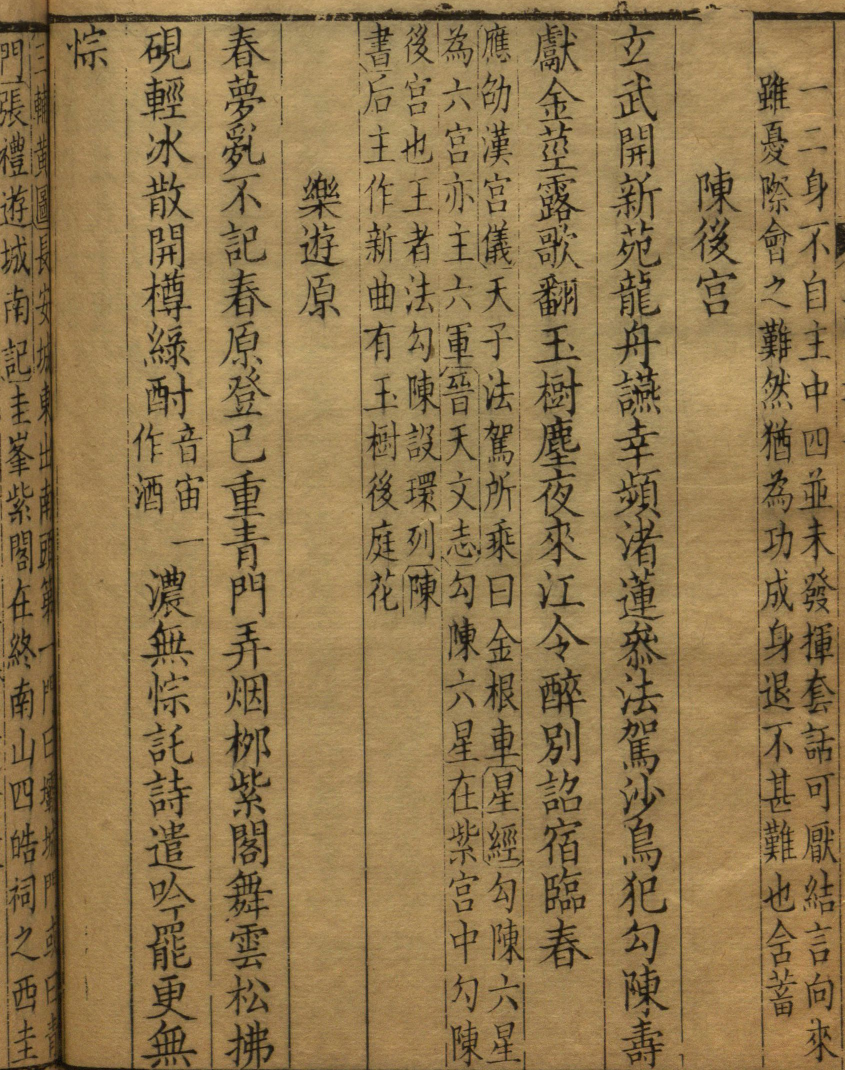 一二身不自主中四並未發揮套話可厭結言向來
雖憂際會之難然猶為功成身退不甚難也含蓄
陳後宮
玄武開新苑龍舟讌幸頻渚蓮叅法駕沙鳥犯勾陳壽
獻金莖露歌翻玉樹塵夜來江令醉別詔宿臨春
應劭漢宮儀天子法駕所乘曰金根車星經勾陳六星
為六宮亦主六軍晉天文志勾陳六星在紫宮中勾陳
後宮也王者法勾陳設環列陳
書后主作新曲有玉樹後庭花
樂遊原
春夢亂不記春原登已重青門弄烟栁紫閣舞雲松拂
硯輕冰散開樽綠酎音宙一作酒濃無悰託詩遣吟罷更無
悰
三輔黃圖長安城東出南頭第一門曰壩城門或曰青
門張禮遊城南記圭峯紫閣在終南山四皓祠之西圭